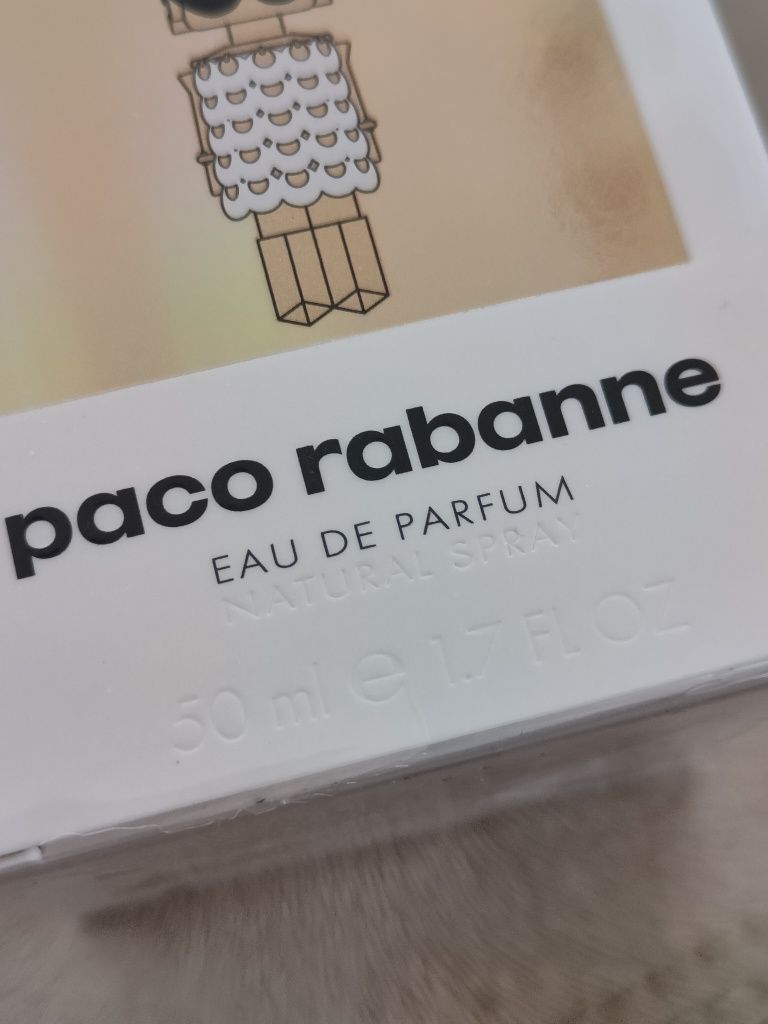 paco rabanne
EAU DE PARFUM
NATURAL SPRAY
50 ml ℮ 1.7 FL OZ